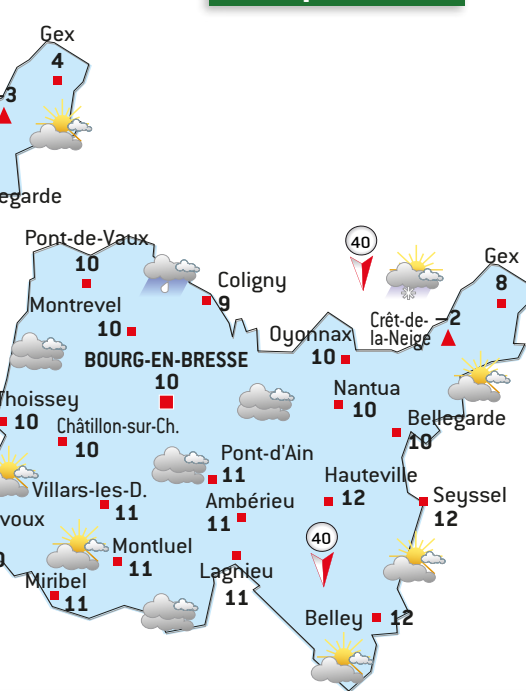 Gex
4
-3
egarde
Pont-de-Vaux
10
40
Gex
8
Coligny
9
Montrevel
10
Crêt-de-
la-Neige
-2
Oyonnax
10
BOURG-EN-BRESSE
10
Nantua
10
Thoissey
10
Châtillon-sur-Ch.
10
Bellegarde
10
Pont-d'Ain
11
Hauteville
12
Villars-les-D.
11
Ambérieu
11
Seyssel
12
voux
40
Montluel
11
Lagnieu
11
Miribel
11
Belley
12